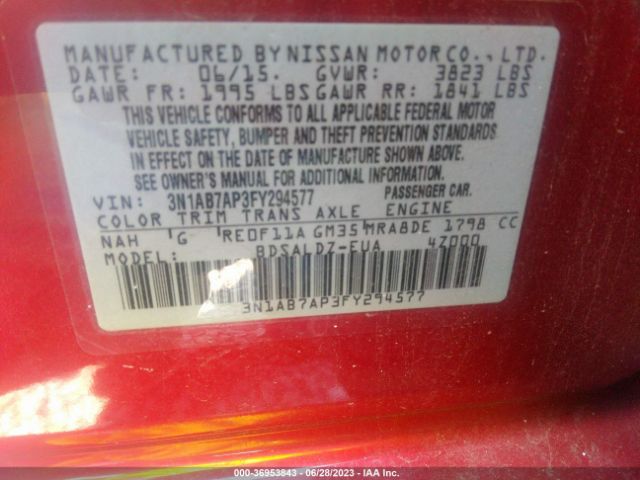 MANUFACTURED BY NISSAN MOTOR CO., LTD.
DATE: 06/15. GVWR: 3823 LBS
GAWR FR: 1995 LBS GAWR RR: 1841 LBS
THIS VEHICLE CONFORMS TO ALL APPLICABLE FEDERAL MOTOR
VEHICLE SAFETY, BUMPER AND THEFT PREVENTION STANDARDS
IN EFFECT ON THE DATE OF MANUFACTURE SHOWN ABOVE.
SEE OWNER'S MANUAL FOR ADDITIONAL INFORMATION.
VIN: 3N1AB7AP3FY294577 PASSENGER CAR.
COLOR TRIM TRANS AXLE ENGINE
NAH G RE0F11A GM35 MRA8DE 1798 CC
MODEL: BDSALDZ-EUA 4Z000
3N1AB7AP3FY294577
000-36953843 - 06/28/2023 - IAA Inc.